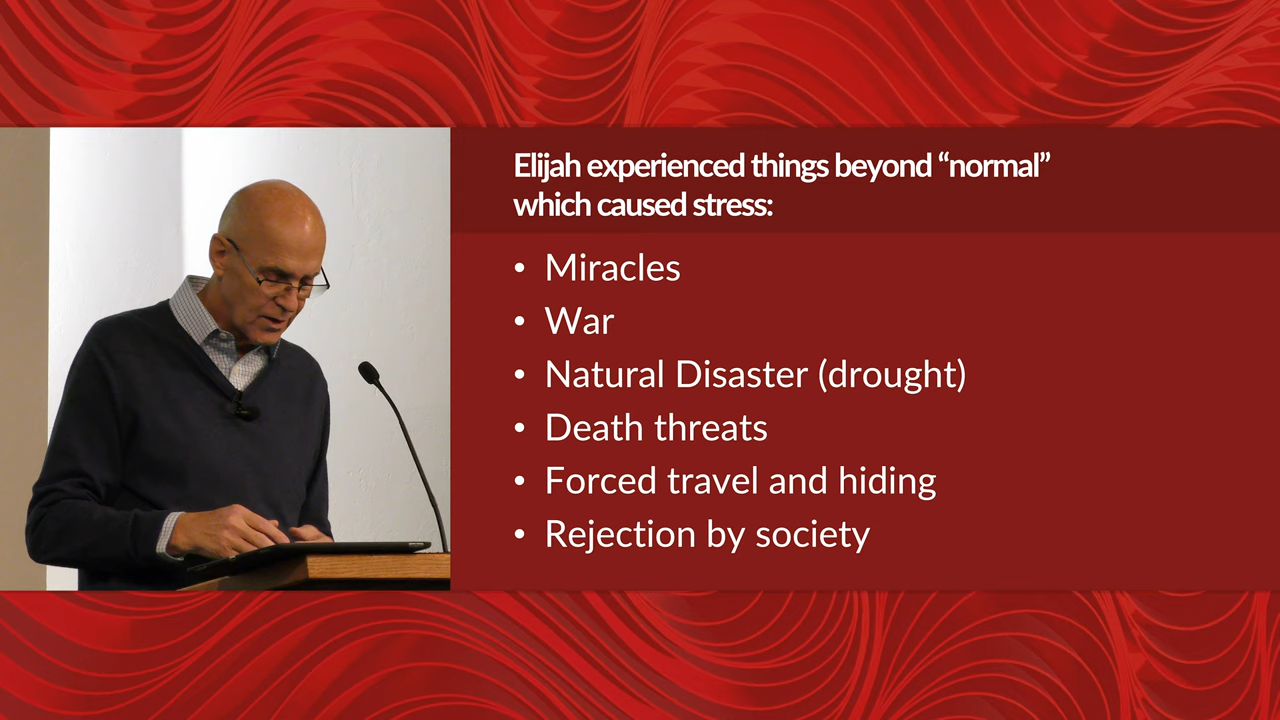 Elijah experienced things beyond “normal”
which caused stress:
• Miracles
• War
• Natural Disaster (drought)
• Death threats
• Forced travel and hiding
• Rejection by society